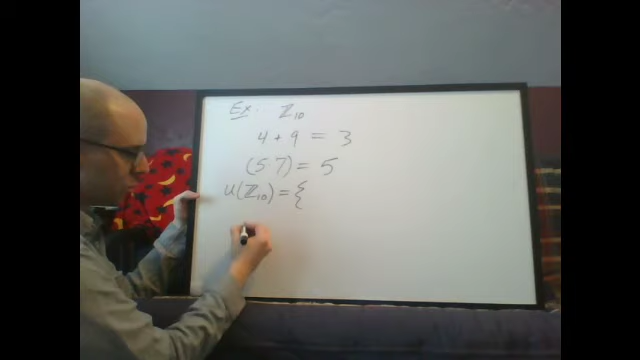 Ex. ℤ₁₀
4 + 9 = 3
(5·7) = 5
U(ℤ₁₀) = {